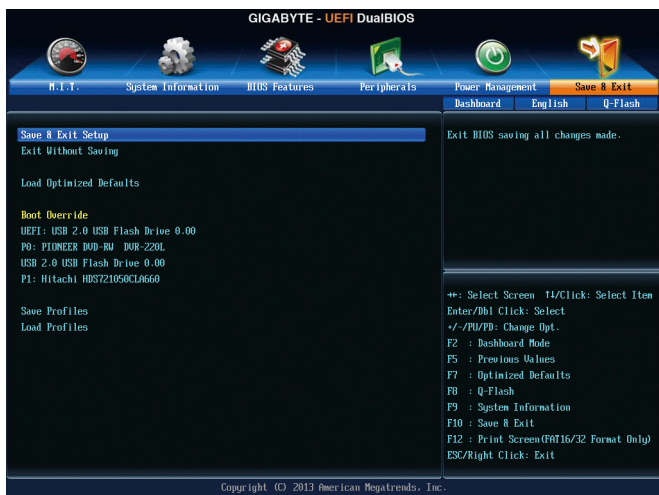 GIGABYTE - UEFI DualBIOS
M.I.T. System Information BIOS Features Peripherals Power Management Save & Exit
Dashboard English Q-Flash
Save & Exit Setup
Exit Without Saving
Load Optimized Defaults
Boot Override
UEFI: USB 2.0 USB Flash Drive 0.00
P0: PIONEER DVD-RW DVR-220L
USB 2.0 USB Flash Drive 0.00
P1: Hitachi HDS721050CLA660
Save Profiles
Load Profiles
Exit BIOS saving all changes made.
→←: Select Screen ↑↓/Click: Select Item
Enter/Dbl Click: Select
+/-/PU/PD: Change Opt.
F2 : Dashboard Mode
F5 : Previous Values
F7 : Optimized Defaults
F8 : Q-Flash
F9 : System Information
F10 : Save & Exit
F12 : Print Screen(FAT16/32 Format Only)
ESC/Right Click: Exit
Copyright (C) 2013 American Megatrends, Inc.